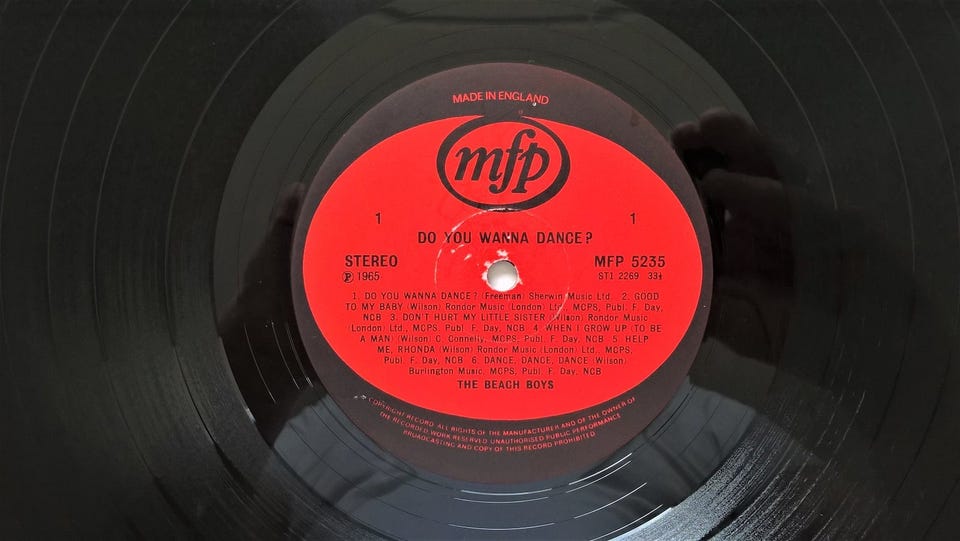 MADE IN ENGLAND
mfp
1 1
DO YOU WANNA DANCE?
STEREO MFP 5235
℗ 1965 ST1 2269 33⅓
1. DO YOU WANNA DANCE? (Freeman) Sherwin Music Ltd. 2. GOOD
TO MY BABY (Wilson) Rondor Music (London) Ltd., MCPS, Publ. F. Day,
NCB 3. DON'T HURT MY LITTLE SISTER (Wilson) Rondor Music
(London) Ltd., MCPS. Publ. F. Day, NCB 4. WHEN I GROW UP (TO BE
A MAN) (Wilson) C. Connelly, MCPS, Publ. F. Day, NCB 5. HELP
ME, RHONDA (Wilson) Rondor Music (London) Ltd., MCPS,
Publ. F. Day, NCB 6. DANCE, DANCE, DANCE (Wilson)
Burlington Music, MCPS, Publ. F. Day, NCB
THE BEACH BOYS
COPYRIGHT RECORD. ALL RIGHTS OF THE MANUFACTURER AND OF THE OWNER OF
THE RECORDED WORK RESERVED UNAUTHORISED PUBLIC PERFORMANCE
BROADCASTING AND COPY OF THIS RECORD PROHIBITED